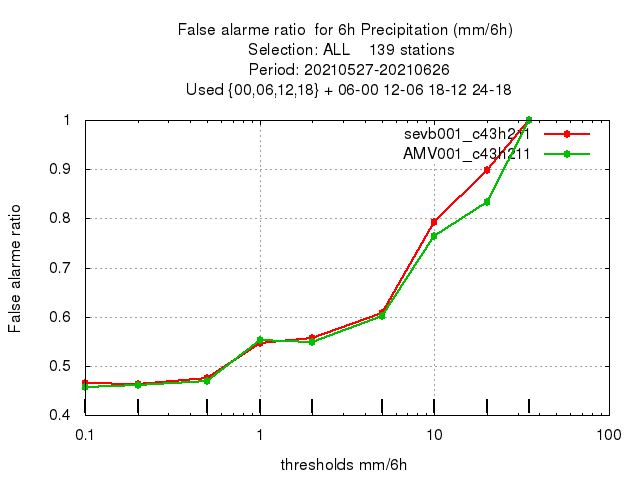 False alarme ratio  for 6h Precipitation (mm/6h)
Selection: ALL    139 stations
Period: 20210527-20210626
Used {00,06,12,18} + 06-00 12-06 18-12 24-18
1
sevb001_c43h211
AMV001_c43h211
0.9
0.8
0.7
0.6
0.5
0.4
False alarme ratio
0.1
1
10
100
thresholds mm/6h